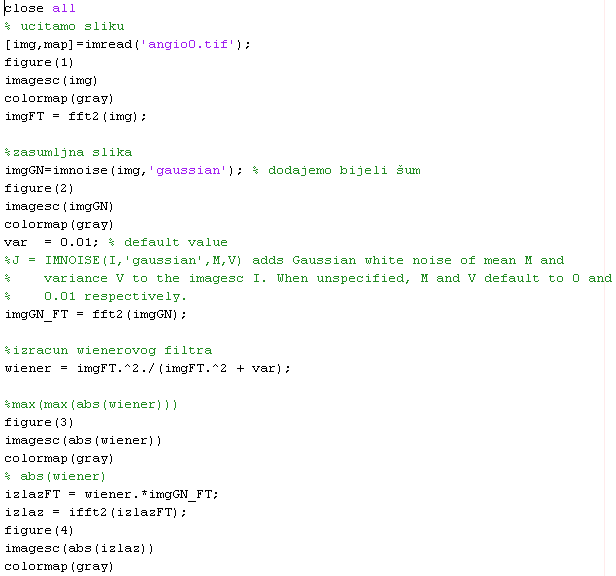 close all
% ucitamo sliku
[img,map]=imread('angio0.tif');
figure(1)
imagesc(img)
colormap(gray)
imgFT = fft2(img);
%zasumljna slika
imgGN=imnoise(img,'gaussian'); % dodajemo bijeli šum
figure(2)
imagesc(imgGN)
colormap(gray)
var  = 0.01; % default value
%J = IMNOISE(I,'gaussian',M,V) adds Gaussian white noise of mean M and
%    variance V to the imagesc I. When unspecified, M and V default to 0 and
%    0.01 respectively.
imgGN_FT = fft2(imgGN);
%izracun wienerovog filtra
wiener = imgFT.^2./(imgFT.^2 + var);
%max(max(abs(wiener)))
figure(3)
imagesc(abs(wiener))
colormap(gray)
% abs(wiener)
izlazFT = wiener.*imgGN_FT;
izlaz = ifft2(izlazFT);
figure(4)
imagesc(abs(izlaz))
colormap(gray)